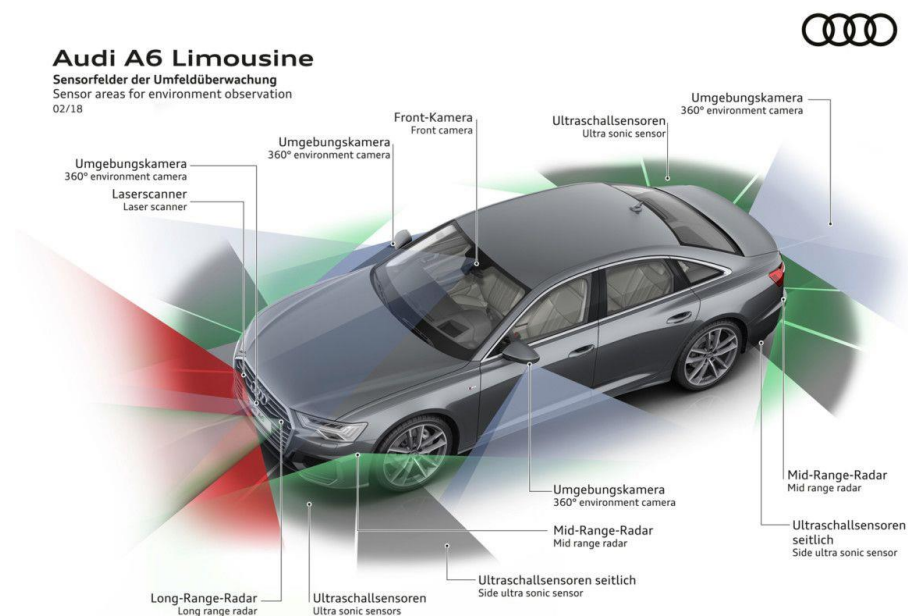 Audi A6 Limousine
Sensorfelder der Umfeldüberwachung
Sensor areas for environment observation
02/18
Umgebungskamera
360° environment camera
Ultraschallsensoren
Ultra sonic sensor
Front-Kamera
Front camera
Umgebungskamera
360° environment camera
Umgebungskamera
360° environment camera
Laserscanner
Laser scanner
Mid-Range-Radar
Mid range radar
Umgebungskamera
360° environment camera
Ultraschallsensoren
seitlich
Side ultra sonic sensor
Mid-Range-Radar
Mid range radar
Ultraschallsensoren seitlich
Side ultra sonic sensor
Long-Range-Radar
Long range radar
Ultraschallsensoren
Ultra sonic sensors